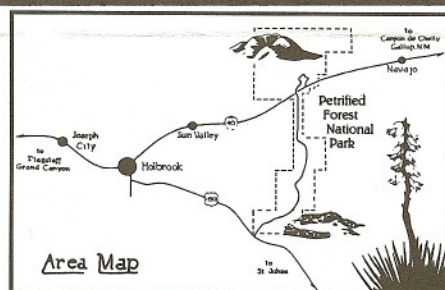 to
Canyon de Chelly
Gallup, NM
Navajo
Petrified
Forest
National
Park
Sun Valley
40
Joseph
City
to
Flagstaff
Grand Canyon
Holbrook
180
Area Map
to
St Johns